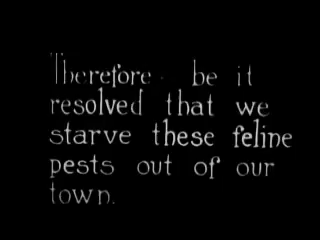 Therefore be it
resolved that we
starve these feline
pests out of our
town.